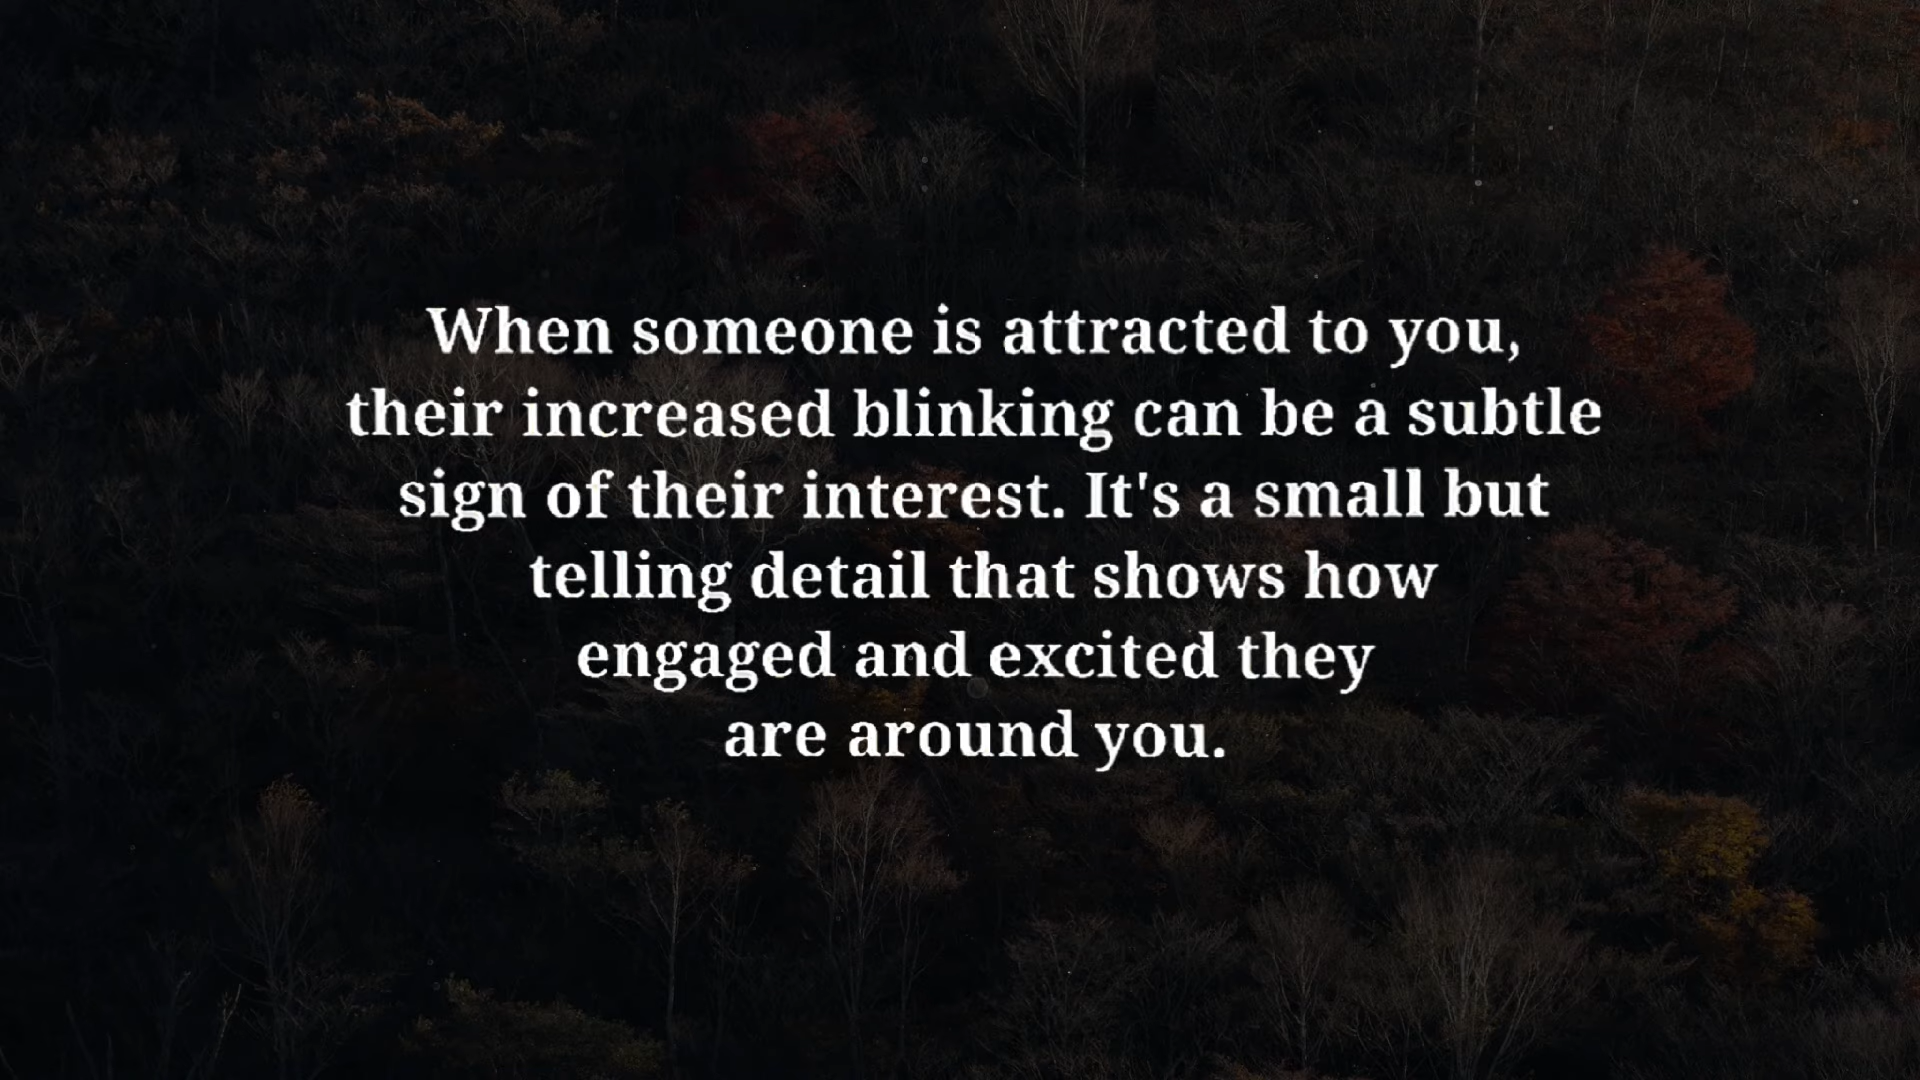 When someone is attracted to you,
their increased blinking can be a subtle
sign of their interest. It's a small but
telling detail that shows how
engaged and excited they
are around you.